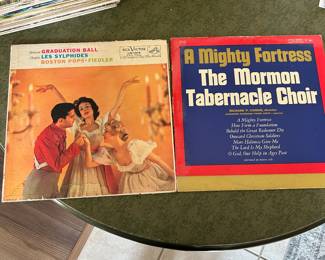 Strauss GRADUATION BALL
Chopin LES SYLPHIDES
BOSTON POPS·FIEDLER
RCA VICTOR
A Mighty Fortress
The Mormon
Tabernacle Choir
A Mighty Fortress
How Firm a Foundation
Behold the Great Redeemer Die
Onward Christian Soldiers
More Holiness Give Me
The Lord Is My Shepherd
O God, Our Help in Ages Past